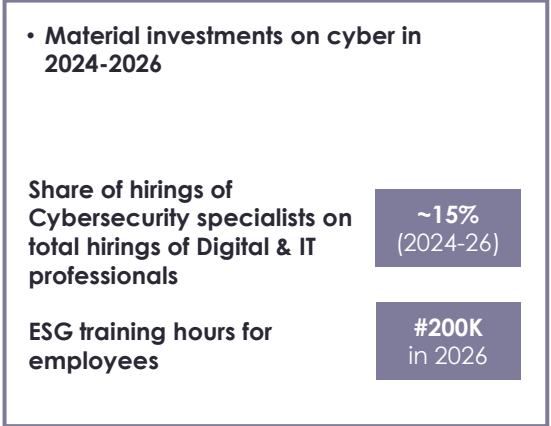 • Material investments on cyber in
2024-2026
Share of hirings of
Cybersecurity specialists on
total hirings of Digital & IT
professionals
~15%
(2024-26)
ESG training hours for
employees
#200K
in 2026